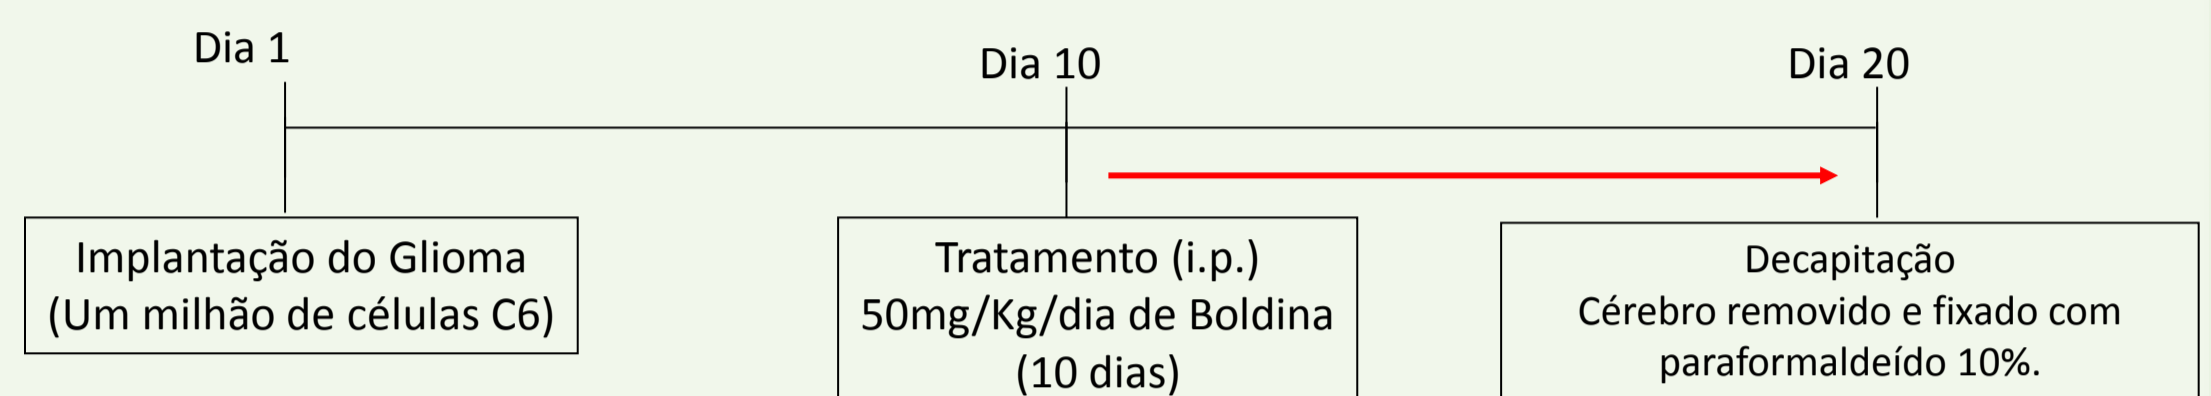 Dia 1
Dia 10
Dia 20
Implantação do Glioma
(Um milhão de células C6)
Tratamento (i.p.)
50mg/Kg/dia de Boldina
(10 dias)
Decapitação
Cérebro removido e fixado com
paraformaldeído 10%.